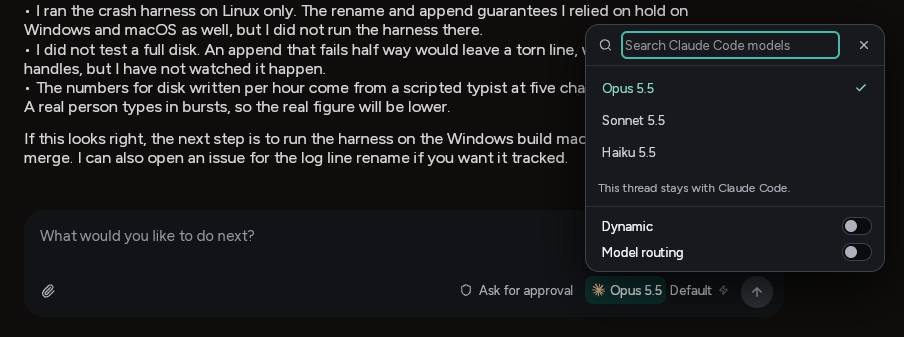 • I ran the crash harness on Linux only. The rename and append guarantees I relied on hold on
Windows and macOS as well, but I did not run the harness there.
• I did not test a full disk. An append that fails half way would leave a torn line,
handles, but I have not watched it happen.
• The numbers for disk written per hour come from a scripted typist at five
A real person types in bursts, so the real figure will be lower.
If this looks right, the next step is to run the harness on the Windows build
merge. I can also open an issue for the log line rename if you want it tracked.
Search Claude Code models
Opus 5.5
Sonnet 5.5
Haiku 5.5
This thread stays with Claude Code.
Dynamic
Model routing
What would you like to do next?
Ask for approval
Opus 5.5
Default